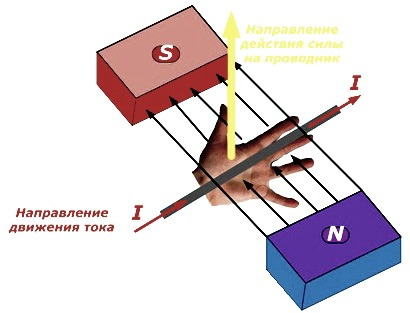 Направление
действия силы
на проводник
S
I
Направление
движения тока
I
N